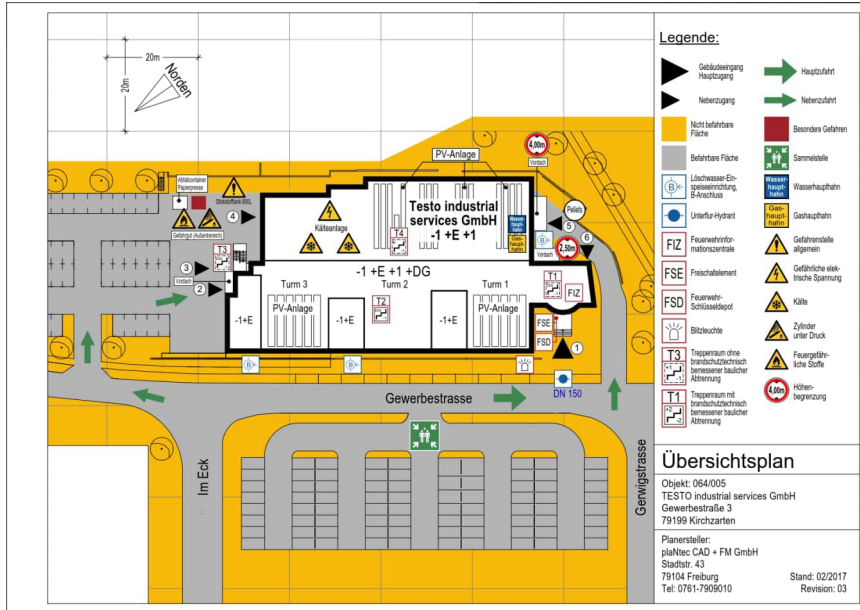 20m
20m
Norden
Abfallcontainer
Papierpresse
Stickstofftank 600L
Gefahrgut (Außenbereich)
4
3
Vordach
2
T3
Kälteanlage
PV-Anlage
Testo industrial
services GmbH
-1 +E +1
T4
Wasser
haupt-
hahn
Gas-
haupt-
hahn
4,00m
Vordach
Pellets
5
6
B
Vordach
2,50m
-1 +E +1 +DG
Turm 3
Turm 2
Turm 1
PV-Anlage
PV-Anlage
T2
T1
FIZ
-1+E
-1+E
-1+E
FSE
FSD
1
B
B
DN 150
Gewerbestrasse
Im Eck
Gerwigstrasse
Legende:
Gebäudeeingang
Hauptzugang
Hauptzufahrt
Nebenzugang
Nebenzufahrt
Nicht befahrbare
Fläche
Besondere Gefahren
Befahrbare Fläche
Sammelstelle
B
Löschwasser-Ein-
speiseeinrichtung,
B-Anschluss
Wasser
haupt-
hahn
Wasserhaupthahn
Unterflur-Hydrant
Gas-
haupt-
hahn
Gashaupthahn
FIZ
Feuerwehrinfor-
mationszentrale
Gefahrenstelle
allgemein
FSE
Freischaltelement
Gefährliche elek-
trische Spannung
FSD
Feuerwehr-
Schlüsseldepot
Kälte
Blitzleuchte
Zylinder
unter Druck
T3
Treppenraum ohne
brandschutztechnisch
bemessener baulicher
Abtrennung
Feuergefähr-
liche Stoffe
T1
Treppenraum mit
brandschutztechnisch
bemessener baulicher
Abtrennung
4,00m
Höhen-
begrenzung
Übersichtsplan
Objekt: 064/005
TESTO industrial services GmbH
Gewerbestraße 3
79199 Kirchzarten
Planersteller:
plaNtec CAD + FM GmbH
Stadtstr. 43
79104 Freiburg
Tel: 0761-7909010
Stand: 02/2017
Revision: 03